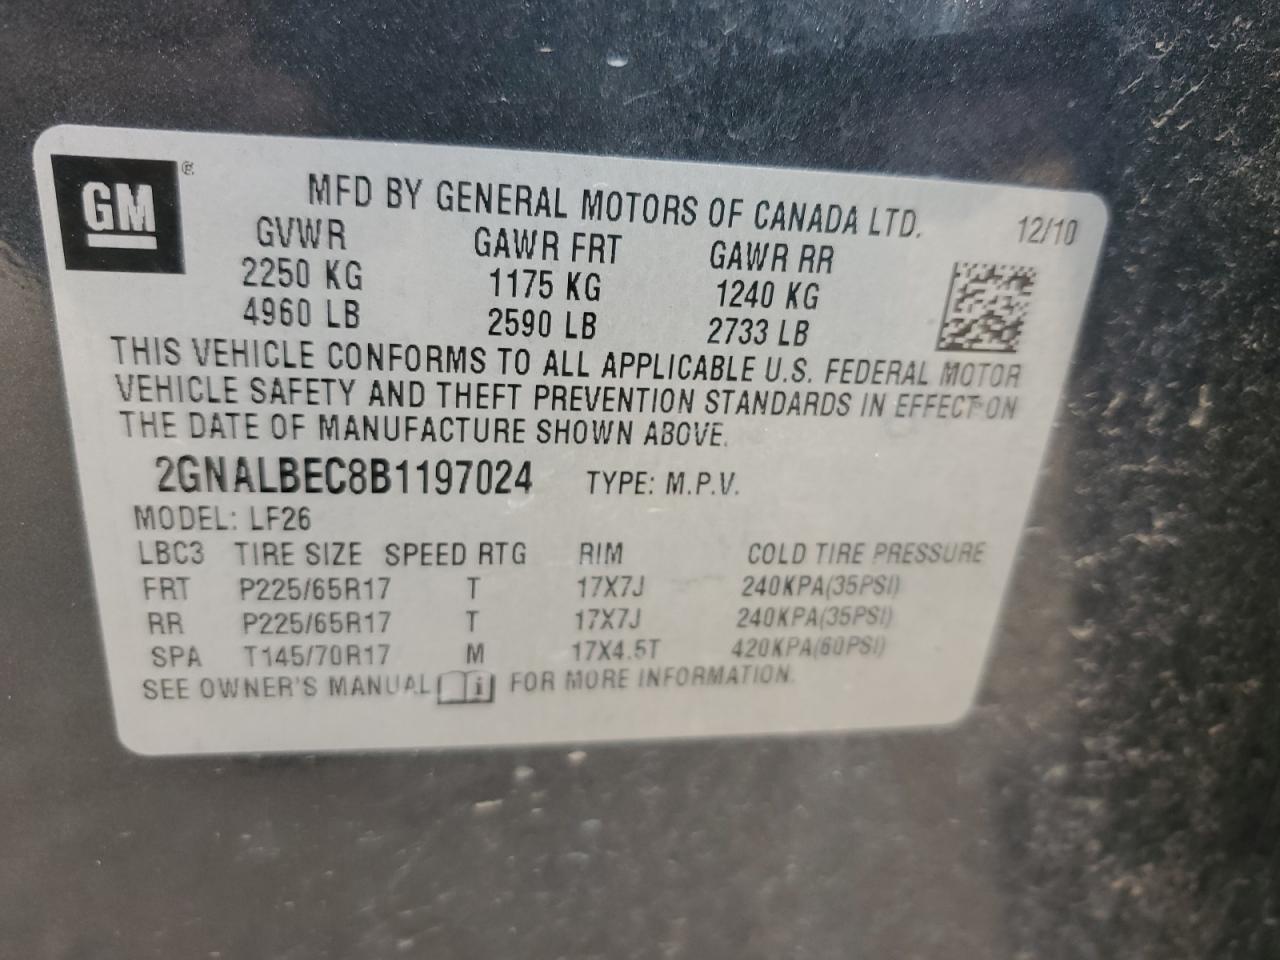 GM ®
MFD BY GENERAL MOTORS OF CANADA LTD. 12/10
GVWR GAWR FRT GAWR RR
2250 KG 1175 KG 1240 KG
4960 LB 2590 LB 2733 LB
THIS VEHICLE CONFORMS TO ALL APPLICABLE U.S. FEDERAL MOTOR
VEHICLE SAFETY AND THEFT PREVENTION STANDARDS IN EFFECT ON
THE DATE OF MANUFACTURE SHOWN ABOVE.
2GNALBEC8B1197024 TYPE: M.P.V.
MODEL: LF26
LBC3 TIRE SIZE SPEED RTG RIM COLD TIRE PRESSURE
FRT P225/65R17 T 17X7J 240KPA(35PSI)
RR P225/65R17 T 17X7J 240KPA(35PSI)
SPA T145/70R17 M 17X4.5T 420KPA(60PSI)
SEE OWNER'S MANUAL i FOR MORE INFORMATION.